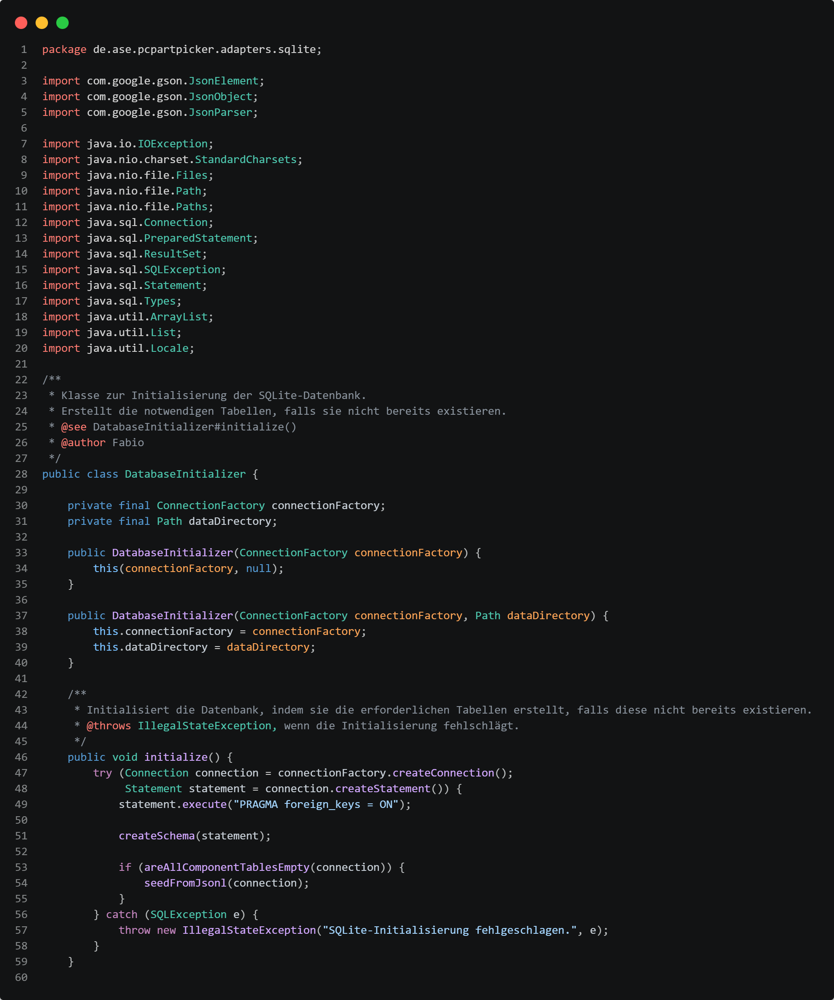 1 package de.ase.pcpartpicker.adapters.sqlite;
2
3 import com.google.gson.JsonElement;
4 import com.google.gson.JsonObject;
5 import com.google.gson.JsonParser;
6
7 import java.io.IOException;
8 import java.nio.charset.StandardCharsets;
9 import java.nio.file.Files;
10 import java.nio.file.Path;
11 import java.nio.file.Paths;
12 import java.sql.Connection;
13 import java.sql.PreparedStatement;
14 import java.sql.ResultSet;
15 import java.sql.SQLException;
16 import java.sql.Statement;
17 import java.sql.Types;
18 import java.util.ArrayList;
19 import java.util.List;
20 import java.util.Locale;
21
22 /**
23  * Klasse zur Initialisierung der SQLite-Datenbank.
24  * Erstellt die notwendigen Tabellen, falls sie nicht bereits existieren.
25  * @see DatabaseInitializer#initialize()
26  * @author Fabio
27  */
28 public class DatabaseInitializer {
29
30     private final ConnectionFactory connectionFactory;
31     private final Path dataDirectory;
32
33     public DatabaseInitializer(ConnectionFactory connectionFactory) {
34         this(connectionFactory, null);
35     }
36
37     public DatabaseInitializer(ConnectionFactory connectionFactory, Path dataDirectory) {
38         this.connectionFactory = connectionFactory;
39         this.dataDirectory = dataDirectory;
40     }
41
42     /**
43      * Initialisiert die Datenbank, indem sie die erforderlichen Tabellen erstellt, falls diese nicht bereits existieren.
44      * @throws IllegalStateException, wenn die Initialisierung fehlschlägt.
45      */
46     public void initialize() {
47         try (Connection connection = connectionFactory.createConnection();
48              Statement statement = connection.createStatement()) {
49             statement.execute("PRAGMA foreign_keys = ON");
50
51             createSchema(statement);
52
53             if (areAllComponentTablesEmpty(connection)) {
54                 seedFromJsonl(connection);
55             }
56         } catch (SQLException e) {
57             throw new IllegalStateException("SQLite-Initialisierung fehlgeschlagen.", e);
58         }
59     }
60